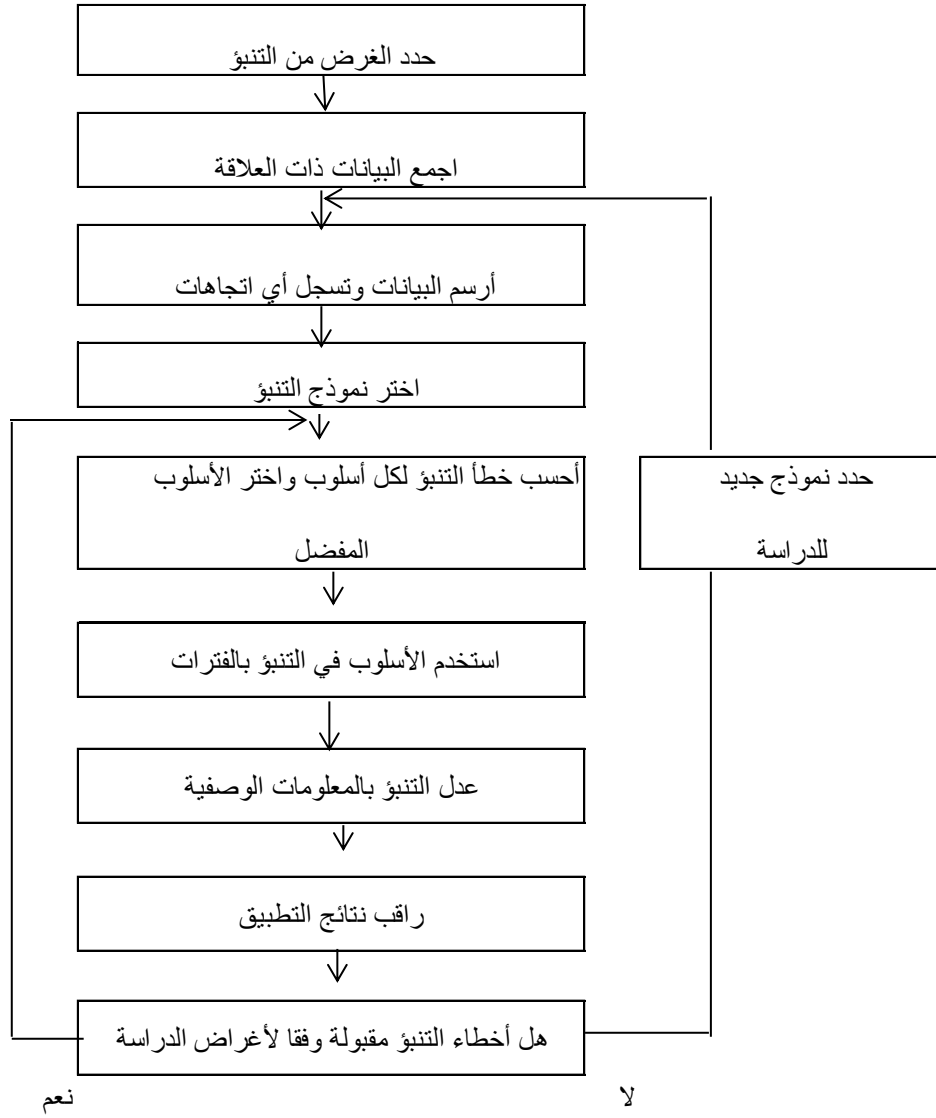 حدد الغرض من التنبؤ
اجمع البيانات ذات العلاقة
أرسم البيانات وتسجل أي اتجاهات
اختر نموذج التنبؤ
أحسب خطأ التنبؤ لكل أسلوب واختر الأسلوب
المفضل
حدد نموذج جديد
للدراسة
استخدم الأسلوب في التنبؤ بالفترات
عدل التنبؤ بالمعلومات الوصفية
راقب نتائج التطبيق
هل أخطاء التنبؤ مقبولة وفقا لأغراض الدراسة
لا
نعم